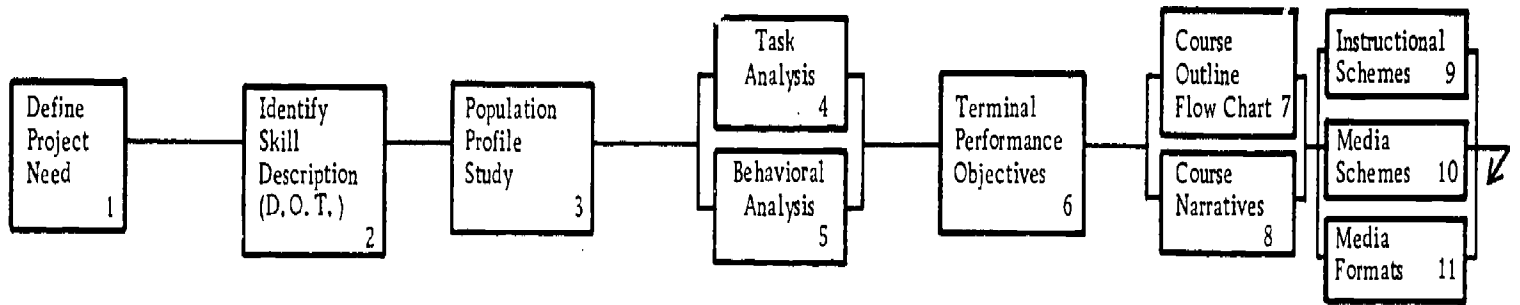 Define
Project
Need
1
Identify
Skill
Description
(D.O.T.)
2
Population
Profile
Study
3
Task
Analysis
4
Behavioral
Analysis
5
Terminal
Performance
Objectives
6
Course
Outline
Flow Chart 7
Course
Narratives
8
Instructional
Schemes 9
Media
Schemes 10
Media
Formats 11